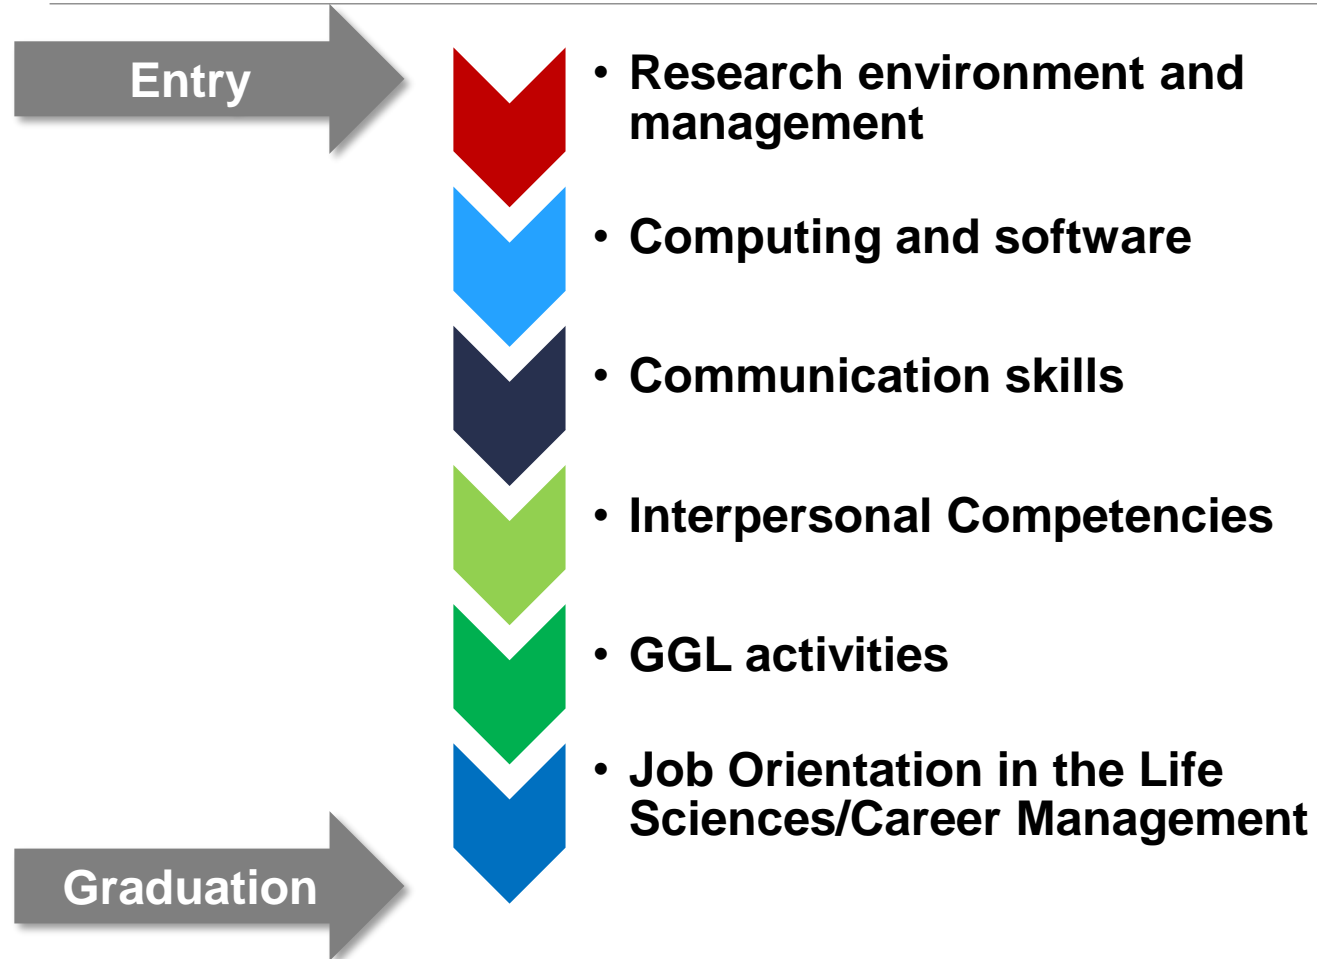 Entry
• Research environment and
management
• Computing and software
• Communication skills
• Interpersonal Competencies
• GGL activities
• Job Orientation in the Life
Sciences/Career Management
Graduation